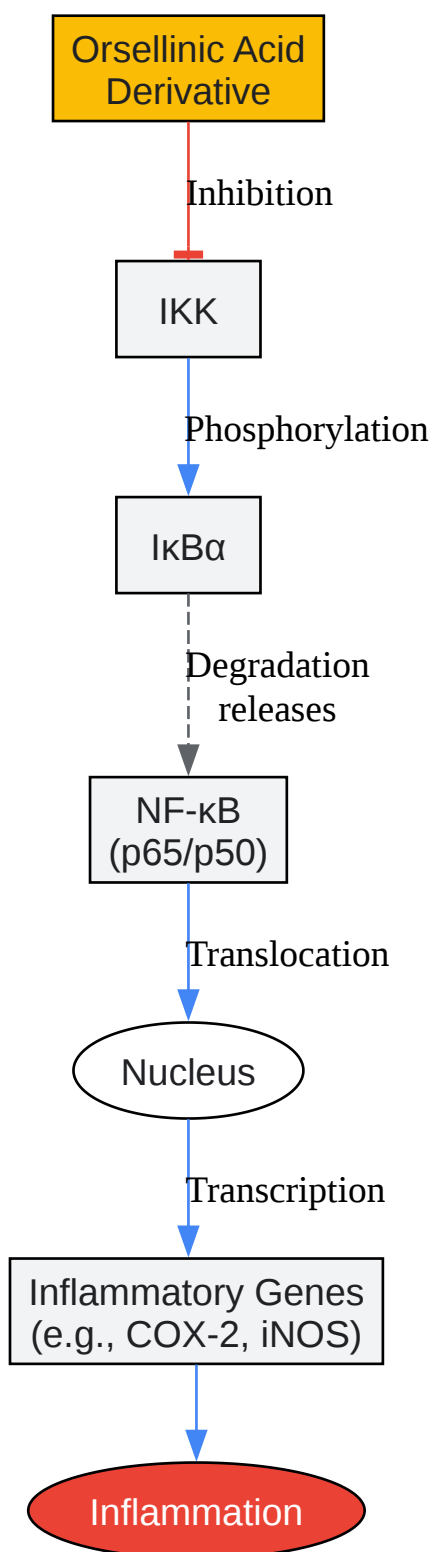 Orsellinic Acid
Derivative
Inhibition
IKK
Phosphorylation
IκBα
Degradation
releases
NF-κB
(p65/p50)
Translocation
Nucleus
Transcription
Inflammatory Genes
(e.g., COX-2, iNOS)
Inflammation